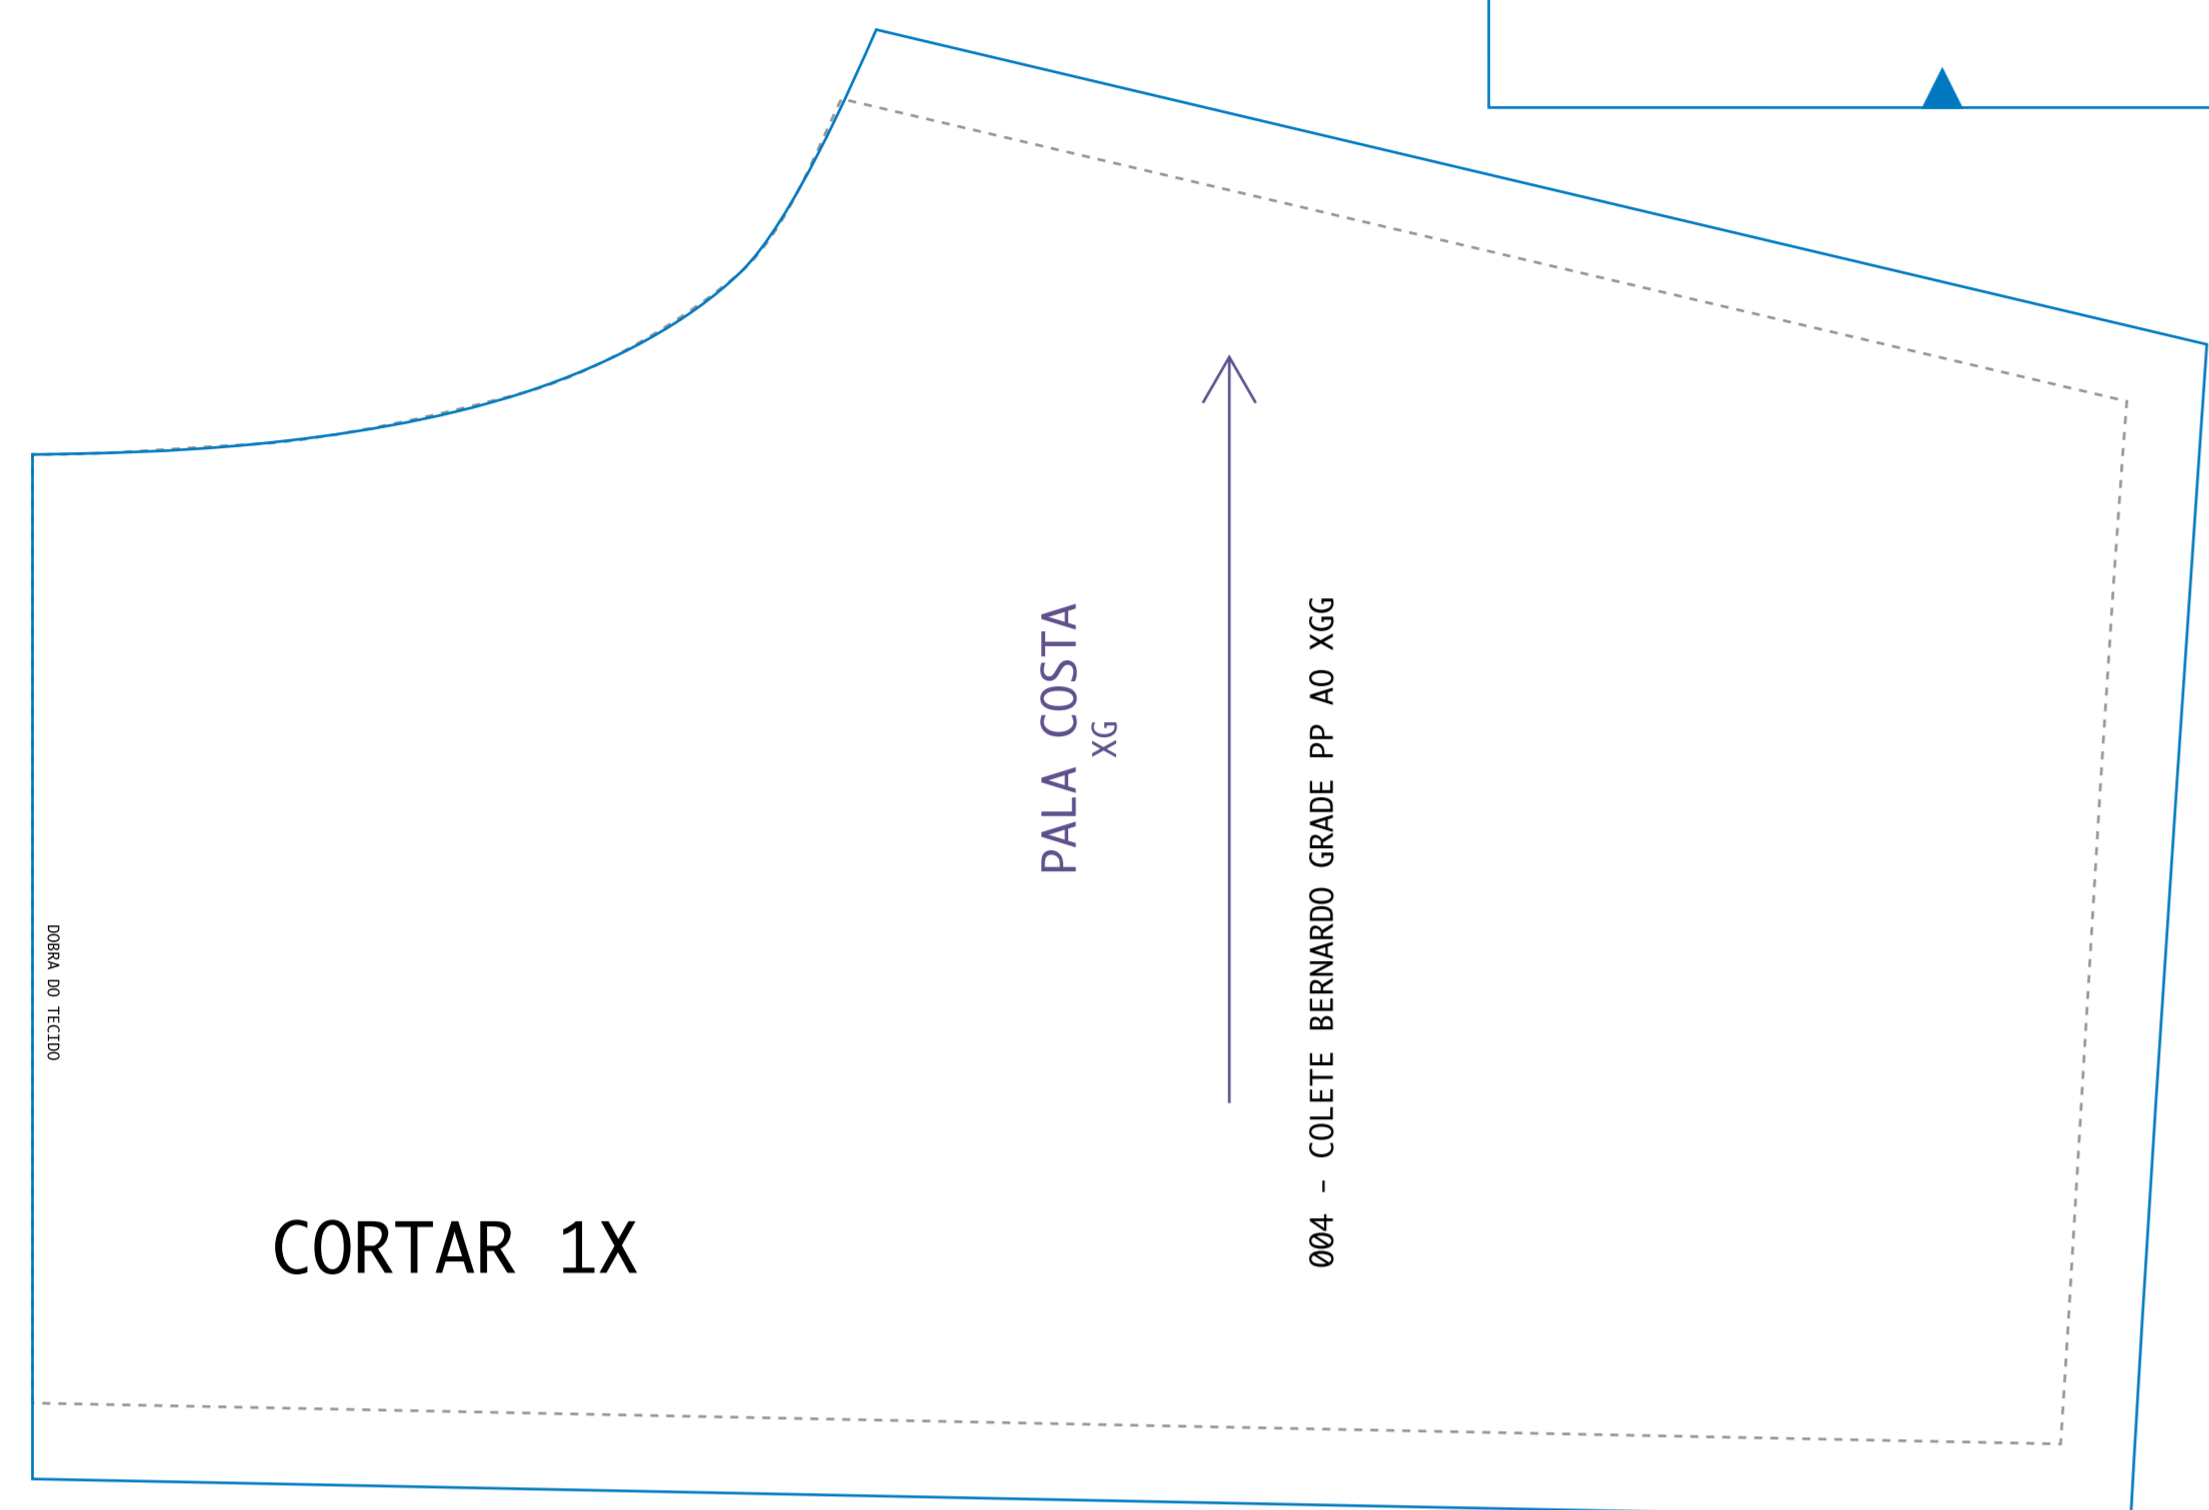 PALA COSTA
XG
004 - COLETE BERNARDO GRADE PP AO XGG
DOBRA DO TECIDO
CORTAR 1X